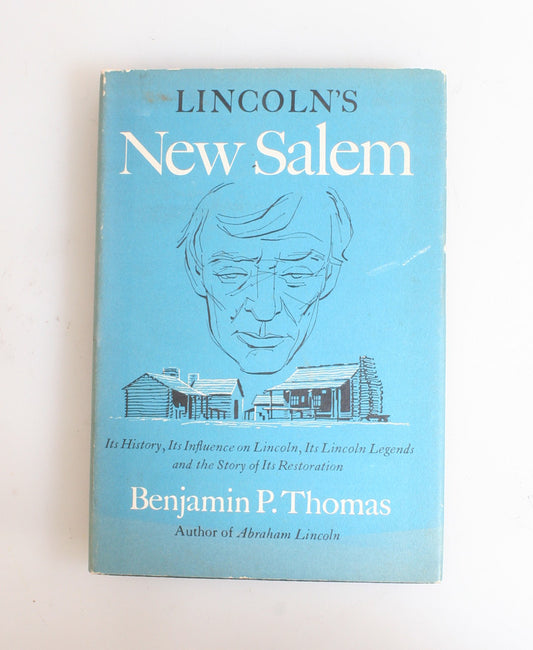 LINCOLN'S
New Salem
Its History, Its Influence on Lincoln, Its Lincoln Legends
and the Story of Its Restoration
Benjamin P. Thomas
Author of Abraham Lincoln